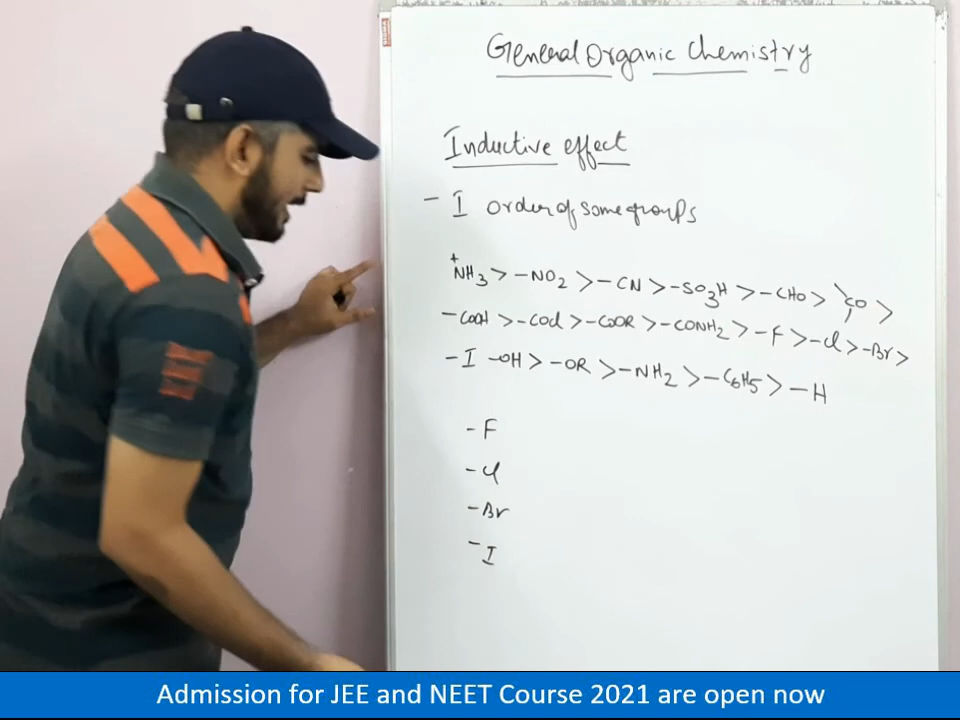 General Organic Chemistry
Inductive effect
- I order of some groups
+NH3 > -NO2 > -CN > -SO3H > -CHO > CO >
-COOH > -COCl > -COOR > -CONH2 > -F > -Cl > -Br >
-I -OH > -OR > -NH2 > -C6H5 > -H
-F
-Cl
-Br
-I
Admission for JEE and NEET Course 2021 are open now